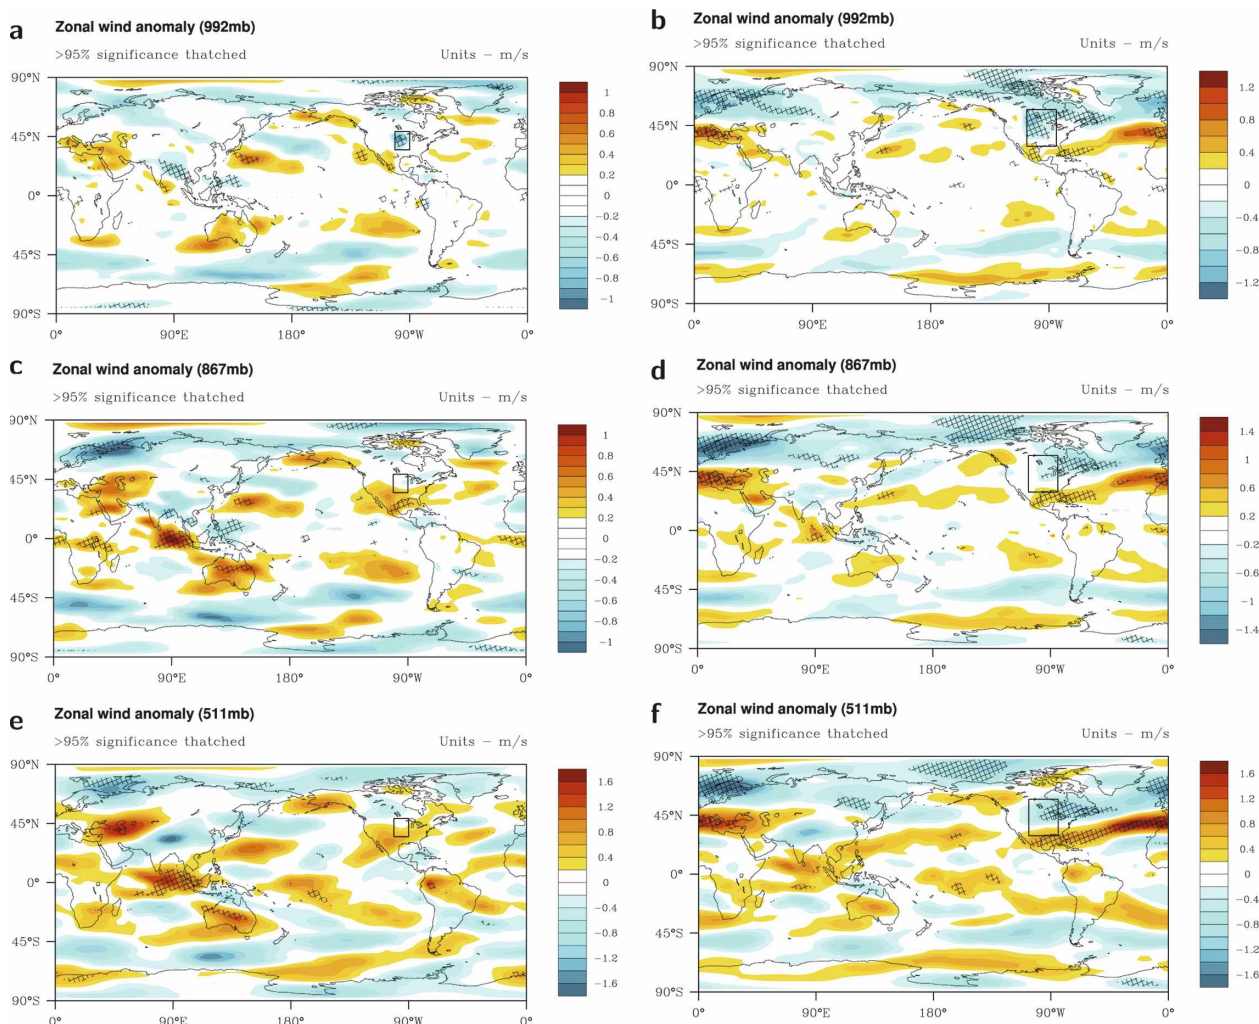 a Zonal wind anomaly (992mb)
>95% significance thatched Units – m/s
90°N
45°N
0°
45°S
90°S
0° 90°E 180° 90°W 0°
1
0.8
0.6
0.4
0.2
0
−0.2
−0.4
−0.6
−0.8
−1
b Zonal wind anomaly (992mb)
>95% significance thatched Units – m/s
90°N
45°N
0°
45°S
90°S
0° 90°E 180° 90°W 0°
1.2
0.8
0.4
0.2
0
−0.2
−0.4
−0.8
−1.2
c Zonal wind anomaly (867mb)
>95% significance thatched Units – m/s
90°N
45°N
0°
45°S
90°S
0° 90°E 180° 90°W 0°
1
0.8
0.6
0.4
0.2
0
−0.2
−0.4
−0.6
−0.8
−1
d Zonal wind anomaly (867mb)
>95% significance thatched Units – m/s
90°N
45°N
0°
45°S
90°S
0° 90°E 180° 90°W 0°
1.4
1
0.6
0.2
0
−0.2
−0.6
−1
−1.4
e Zonal wind anomaly (511mb)
>95% significance thatched Units – m/s
90°N
45°N
0°
45°S
90°S
0° 90°E 180° 90°W 0°
1.6
1.2
0.8
0.4
0
−0.4
−0.8
−1.2
−1.6
f Zonal wind anomaly (511mb)
>95% significance thatched Units – m/s
90°N
45°N
0°
45°S
90°S
0° 90°E 180° 90°W 0°
1.6
1.2
0.8
0.4
0
−0.4
−0.8
−1.2
−1.6